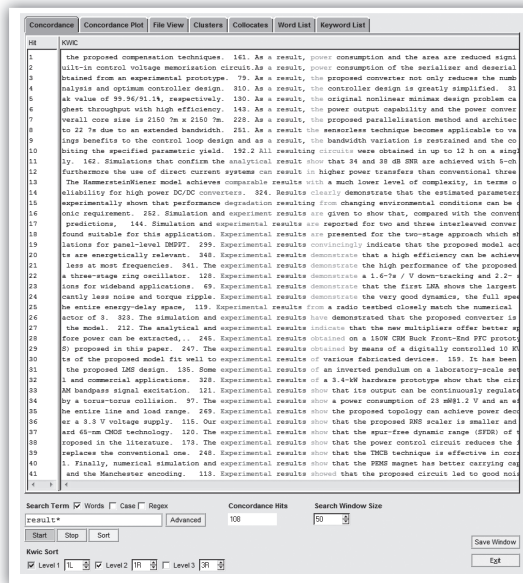 Concordance Concordance Plot File View Clusters Collocates Word List Keyword List
Hit KWIC
1 the proposed compensation techniques. 161. As a result, power consumption and the area are reduced signi
2 uilt-in control voltage memorization circuit.As a result, power consumption of the serialiser and deserial
3 btained from an experimental prototype. 79. As a result, the proposed converter not only reduces the numb
4 nalysis and optimum controller design. 310. As a result, the controller design is greatly simplified. 31
5 ak value of 99.96/91.1%, respectively. 130. As a result, the original nonlinear minimax design problem ca
6 ghest throughput with high efficiency. 143. As a result, the power output capability and the power conver
7 verall core size is 2150 ?m x 2150 ?m. 228. As a result, the proposed parallelization method and architec
8 to 22 ?s due to an extended bandwidth. 251. As a result the sensorless technique becomes applicable to va
9 ings benefits to the control loop design and as a result, the bandwidth variation is restrained and the co
10 biting the specified parametric yield. 192.2 All resulting circuits were obtained in up to 12 h on a singl
11 ly. 162. Simulations that confirm the analytical result show that 34 and 38 dB SNR are achieved with 5-ch
12 furthermore the use of direct current systems can result in higher power transfers than conventional three
13 The HammersteinWiener model achieves comparable results with a much lower level of complexity, in terms o
14 eliability for high power DC/DC converters. 324. Results clearly demonstrate that the estimated parameters
15 experimentally shown that performance degradation resulting from changing environmental conditions can be
16 onic requirement. 252. Simulation and experiment results are given to show that, compared with the convent
17 predictions, 144. Simulation and experimental results are reported for two and three interleaved conver
18 found suitable for this application. Experimental results are presented for the two-stage approach which
19 lations for panel-level DMPPT. 299. Experimental results convincingly indicate that the proposed model acc
20 ts are energetically relevant. 348. Experimental results demonstrate that a high efficiency can be achieve
21 less at most frequencies. 341. The experimental results demonstrate the high performance of the proposed
22 a three-stage ring oscillator. 128. Experimental results demonstrate a 1.6-?s / V down-tracking and 2.2-
23 ions for wideband applications. 69. Experimental results demonstrate that the first LNA shows the largest
24 cantly less noise and torque ripple. Experimental results demonstrate the very good dynamics, the full spe
25 he entire energy-delay space, 119. Experimental results from a radio testbed closely match the numerical
26 actor of 3. 323. The simulation and experimental results have demonstrated that the proposed converter is
27 the model. 212. The analytical and experimental results indicate that the new multipliers offer better sp
28 fore power can be extracted,.. 245. Experimental results obtained on a 150W CRM Buck Front-End PFC prototy
29 S) proposed in this paper. 247. The experimental results obtained by means of a digitally controlled 10 K
30 ts of the proposed model fit well to experimental results of various fabricated devices. 159. It has been
31 the proposed LMS design. 135. Some experimental results of an inverted pendulum on a laboratory-scale set
32 l and commercial applications. 328. Experimental results of a 3.4-kW hardware prototype show that the circ
33 AM bandpass signal excitation. 121. Experimental results show that its output can be continuously regulate
34 by a torus-torus collision. 97. The experimental results show a power consumption of 23 mW@1.2 V and an ef
35 he entire line and load range. 269. Experimental results show the proposed topology can achieve power deco
36 er a 3.3 V voltage supply. 115. Our experimental results show that the proposed RNS scaler is smaller and
37 ard 65-nm CMOS technology. 120. The experimental results show that the spur-free dynamic range (SFDR) of
38 roposed in the literature. 173. The experimental results show that the power control circuit reduces the
39 replaces the conventional one. 248. Experimental results show that the TMCB technique is effective in corr
40 1. Finally, numerical simulation and experimental results show that the PEMS magnet has better carrying cap
41 and the Manchester encoding. 113. Experimental results showed that the proposed circuit led to good nois
Search Term Words Case Regex Concordance Hits Search Window Size
result* Advanced 108 50
Start Stop Sort
Save Window
Kwic Sort
Level 1 1L Level 2 1R Level 3 3R
Exit